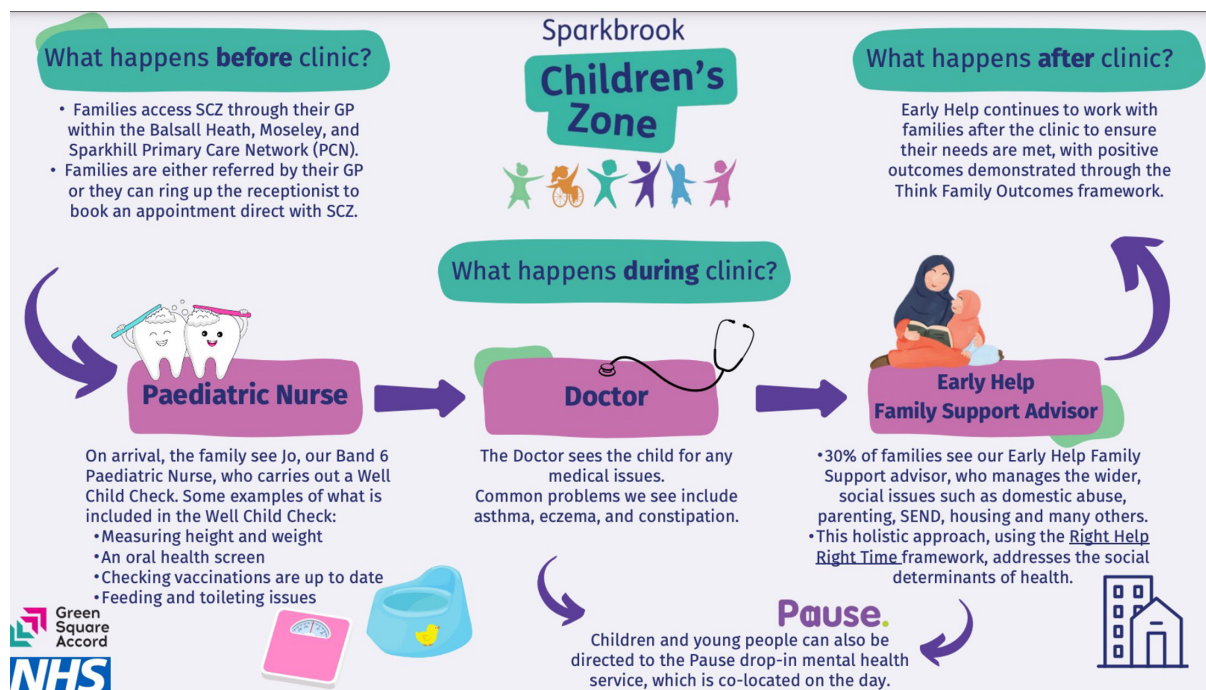 Sparkbrook
Children's
Zone
What happens before clinic?
• Families access SCZ through their GP
within the Balsall Heath, Moseley, and
Sparkhill Primary Care Network (PCN).
• Families are either referred by their GP
or they can ring up the receptionist to
book an appointment direct with SCZ.
What happens during clinic?
Paediatric Nurse
On arrival, the family see Jo, our Band 6
Paediatric Nurse, who carries out a Well
Child Check. Some examples of what is
included in the Well Child Check:
•Measuring height and weight
•An oral health screen
•Checking vaccinations are up to date
•Feeding and toileting issues
Doctor
The Doctor sees the child for any
medical issues.
Common problems we see include
asthma, eczema, and constipation.
Early Help
Family Support Advisor
•30% of families see our Early Help Family
Support advisor, who manages the wider,
social issues such as domestic abuse,
parenting, SEND, housing and many others.
•This holistic approach, using the Right Help
Right Time framework, addresses the social
determinants of health.
Pause.
Children and young people can also be
directed to the Pause drop-in mental health
service, which is co-located on the day.
What happens after clinic?
Early Help continues to work with
families after the clinic to ensure
their needs are met, with positive
outcomes demonstrated through the
Think Family Outcomes framework.
Green
Square
Accord
NHS